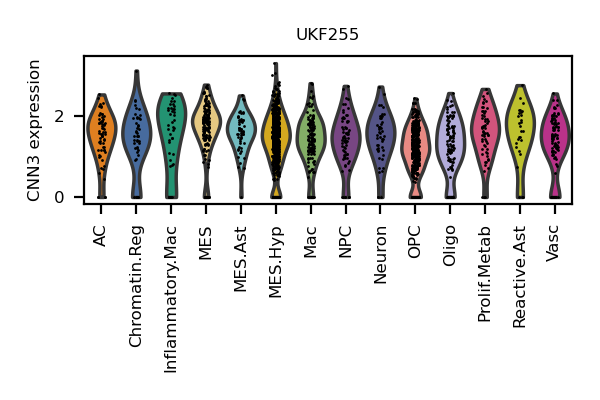 UKF255
CNN3 expression
2
0
AC
Chromatin.Reg
Inflammatory.Mac
MES
MES.Ast
MES.Hyp
Mac
NPC
Neuron
OPC
Oligo
Prolif.Metab
Reactive.Ast
Vasc